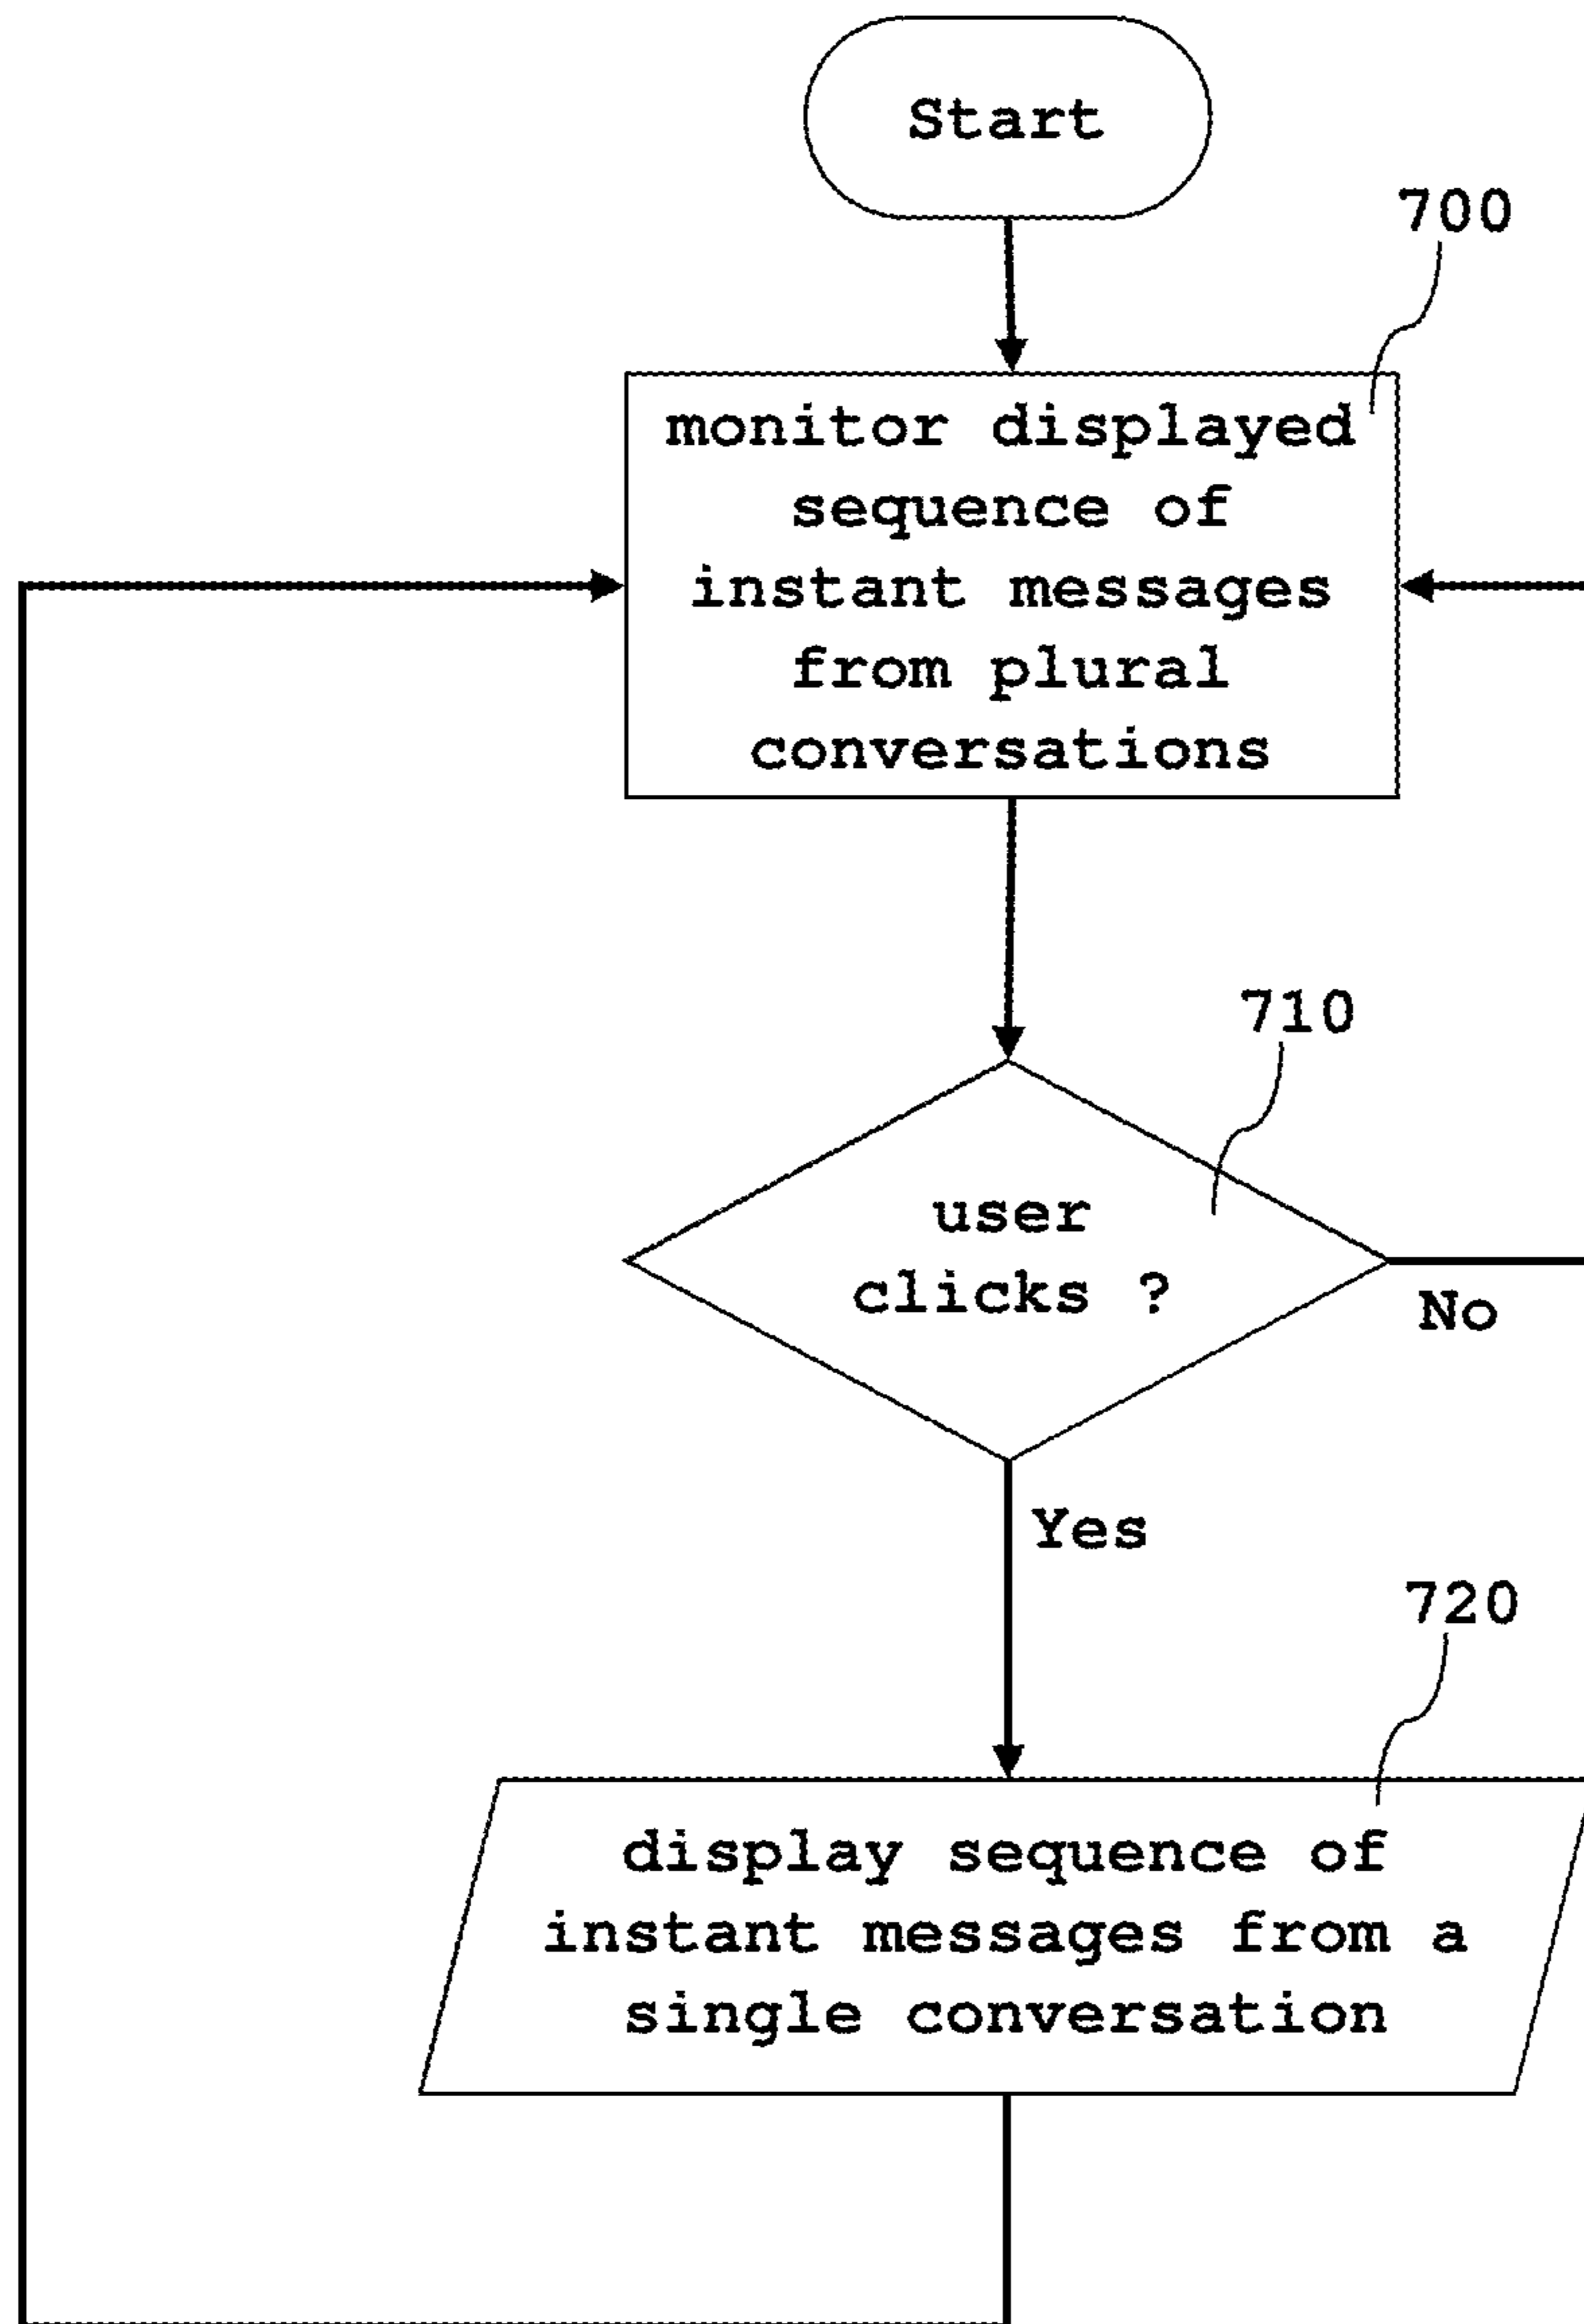 Start
700
monitor displayed
sequence of
instant messages
from plural
conversations
710
user
clicks ?
No
Yes
720
display sequence of
instant messages from a
single conversation